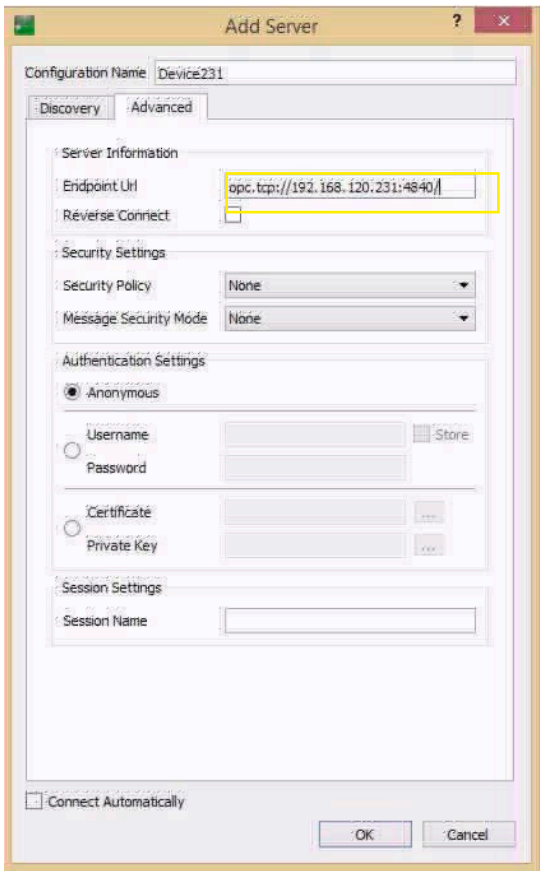 Add Server
?
x
Configuration Name Device231
Discovery Advanced
Server Information
Endpoint Url opc.tcp://192.168.120.231:4840/
Reverse Connect
Security Settings
Security Policy None
Message Security Mode None
Authentication Settings
Anonymous
Username Store
Password
Certificate ...
Private Key ...
Session Settings
Session Name
Connect Automatically
OK Cancel